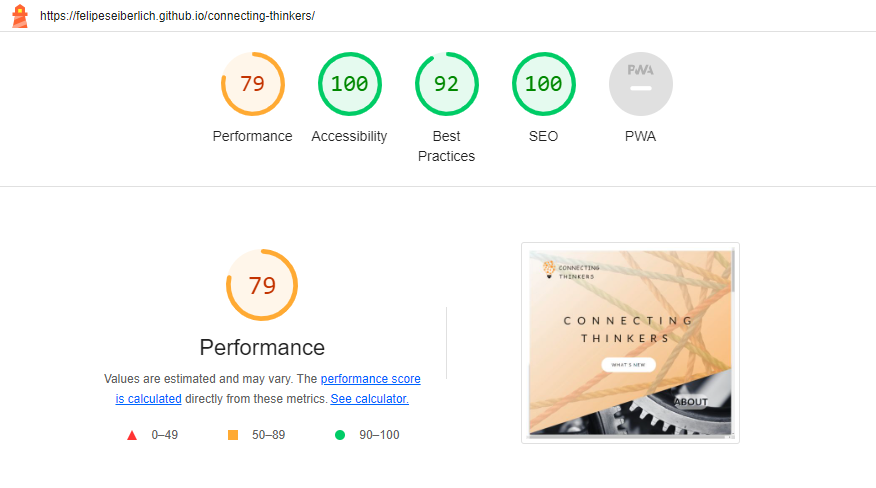 https://felipeseiberlich.github.io/connecting-thinkers/
79
100
92
100
PWA
Performance
Accessibility
Best
Practices
SEO
PWA
79
Performance
Values are estimated and may vary. The performance score
is calculated directly from these metrics. See calculator.
0–49
50–89
90–100
CONNECTING
THINKERS
CONNECTING
THINKERS
WHAT'S NEW
ABOUT